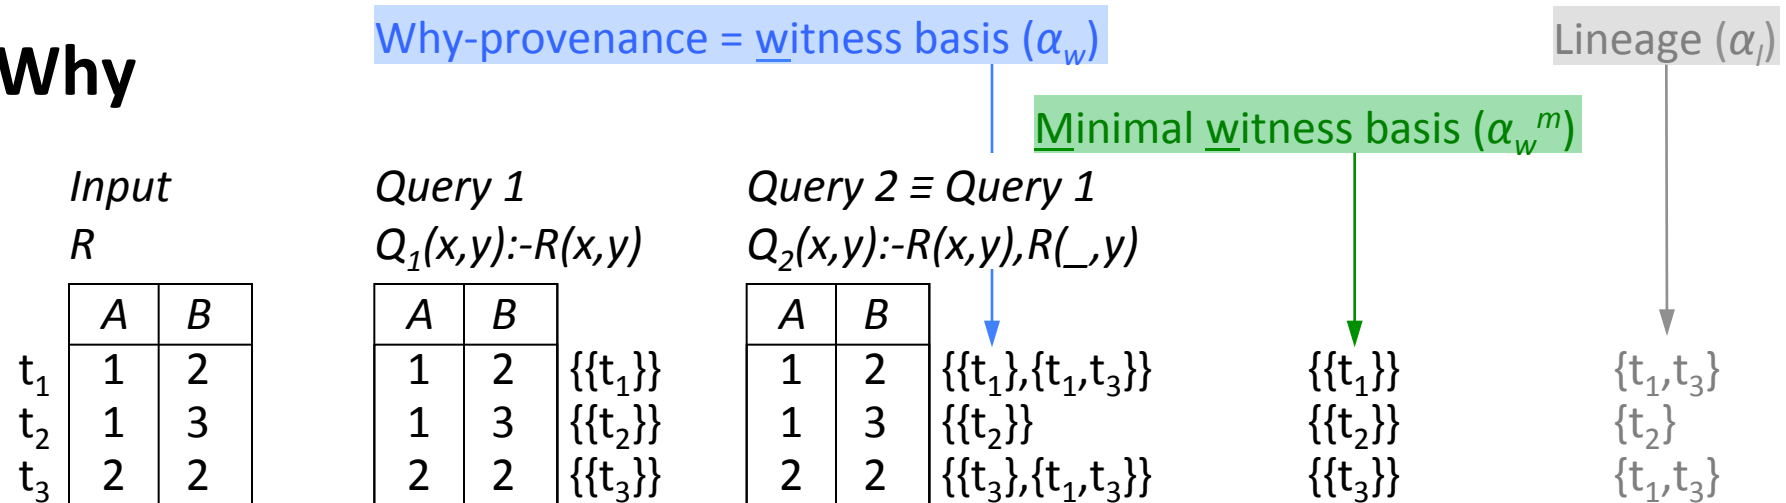 Why-provenance = witness basis (α_w)
Lineage (α_l)
Why
Minimal witness basis (α_w^m)
Input Query 1 Query 2 ≡ Query 1
R Q₁(x,y):-R(x,y) Q₂(x,y):-R(x,y),R(_,y)
A B A B A B
t₁ 1 2 1 2 {{t₁}} 1 2 {{t₁},{t₁,t₃}} {{t₁}} {t₁,t₃}
t₂ 1 3 1 3 {{t₂}} 1 3 {{t₂}} {{t₂}} {t₂}
t₃ 2 2 2 2 {{t₃}} 2 2 {{t₃},{t₁,t₃}} {{t₃}} {t₁,t₃}